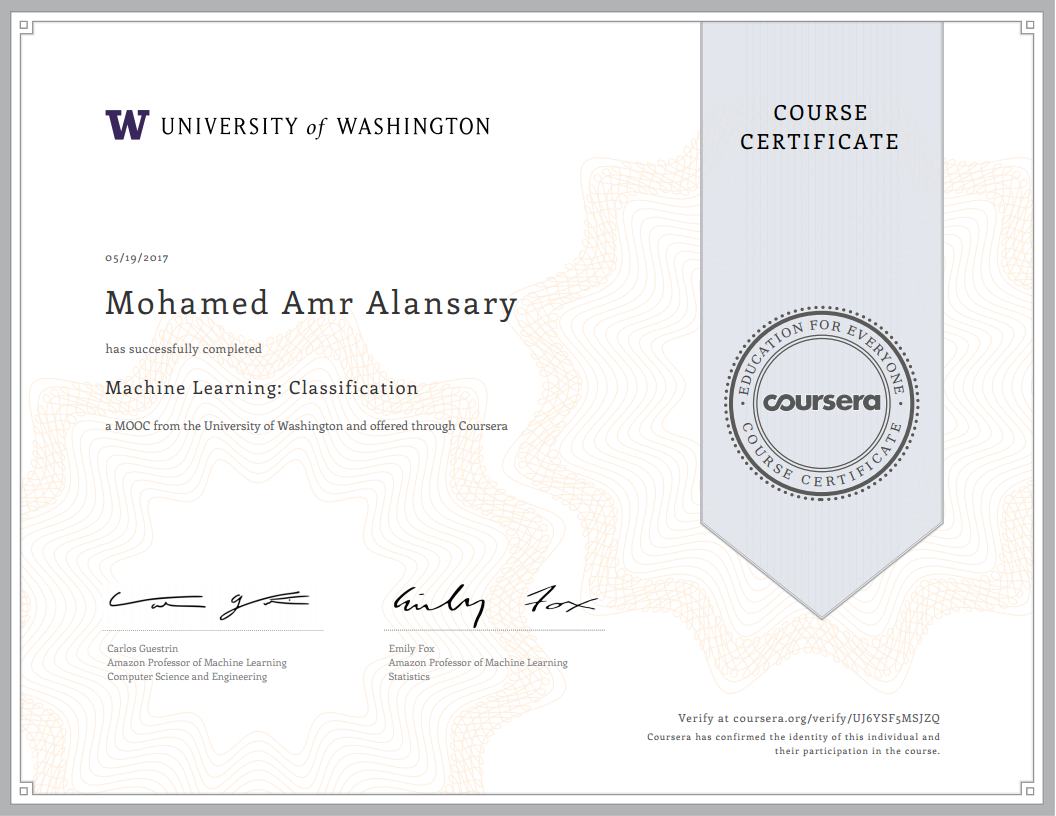 W UNIVERSITY of WASHINGTON
COURSE
CERTIFICATE
05/19/2017
Mohamed Amr Alansary
has successfully completed
Machine Learning: Classification
a MOOC from the University of Washington and offered through Coursera
EDUCATION FOR EVERYONE
coursera
COURSE CERTIFICATE
Emily Fox
Carlos Guestrin
Amazon Professor of Machine Learning
Computer Science and Engineering
Emily Fox
Amazon Professor of Machine Learning
Statistics
Verify at coursera.org/verify/UJ6YSF5MSJZQ
Coursera has confirmed the identity of this individual and
their participation in the course.